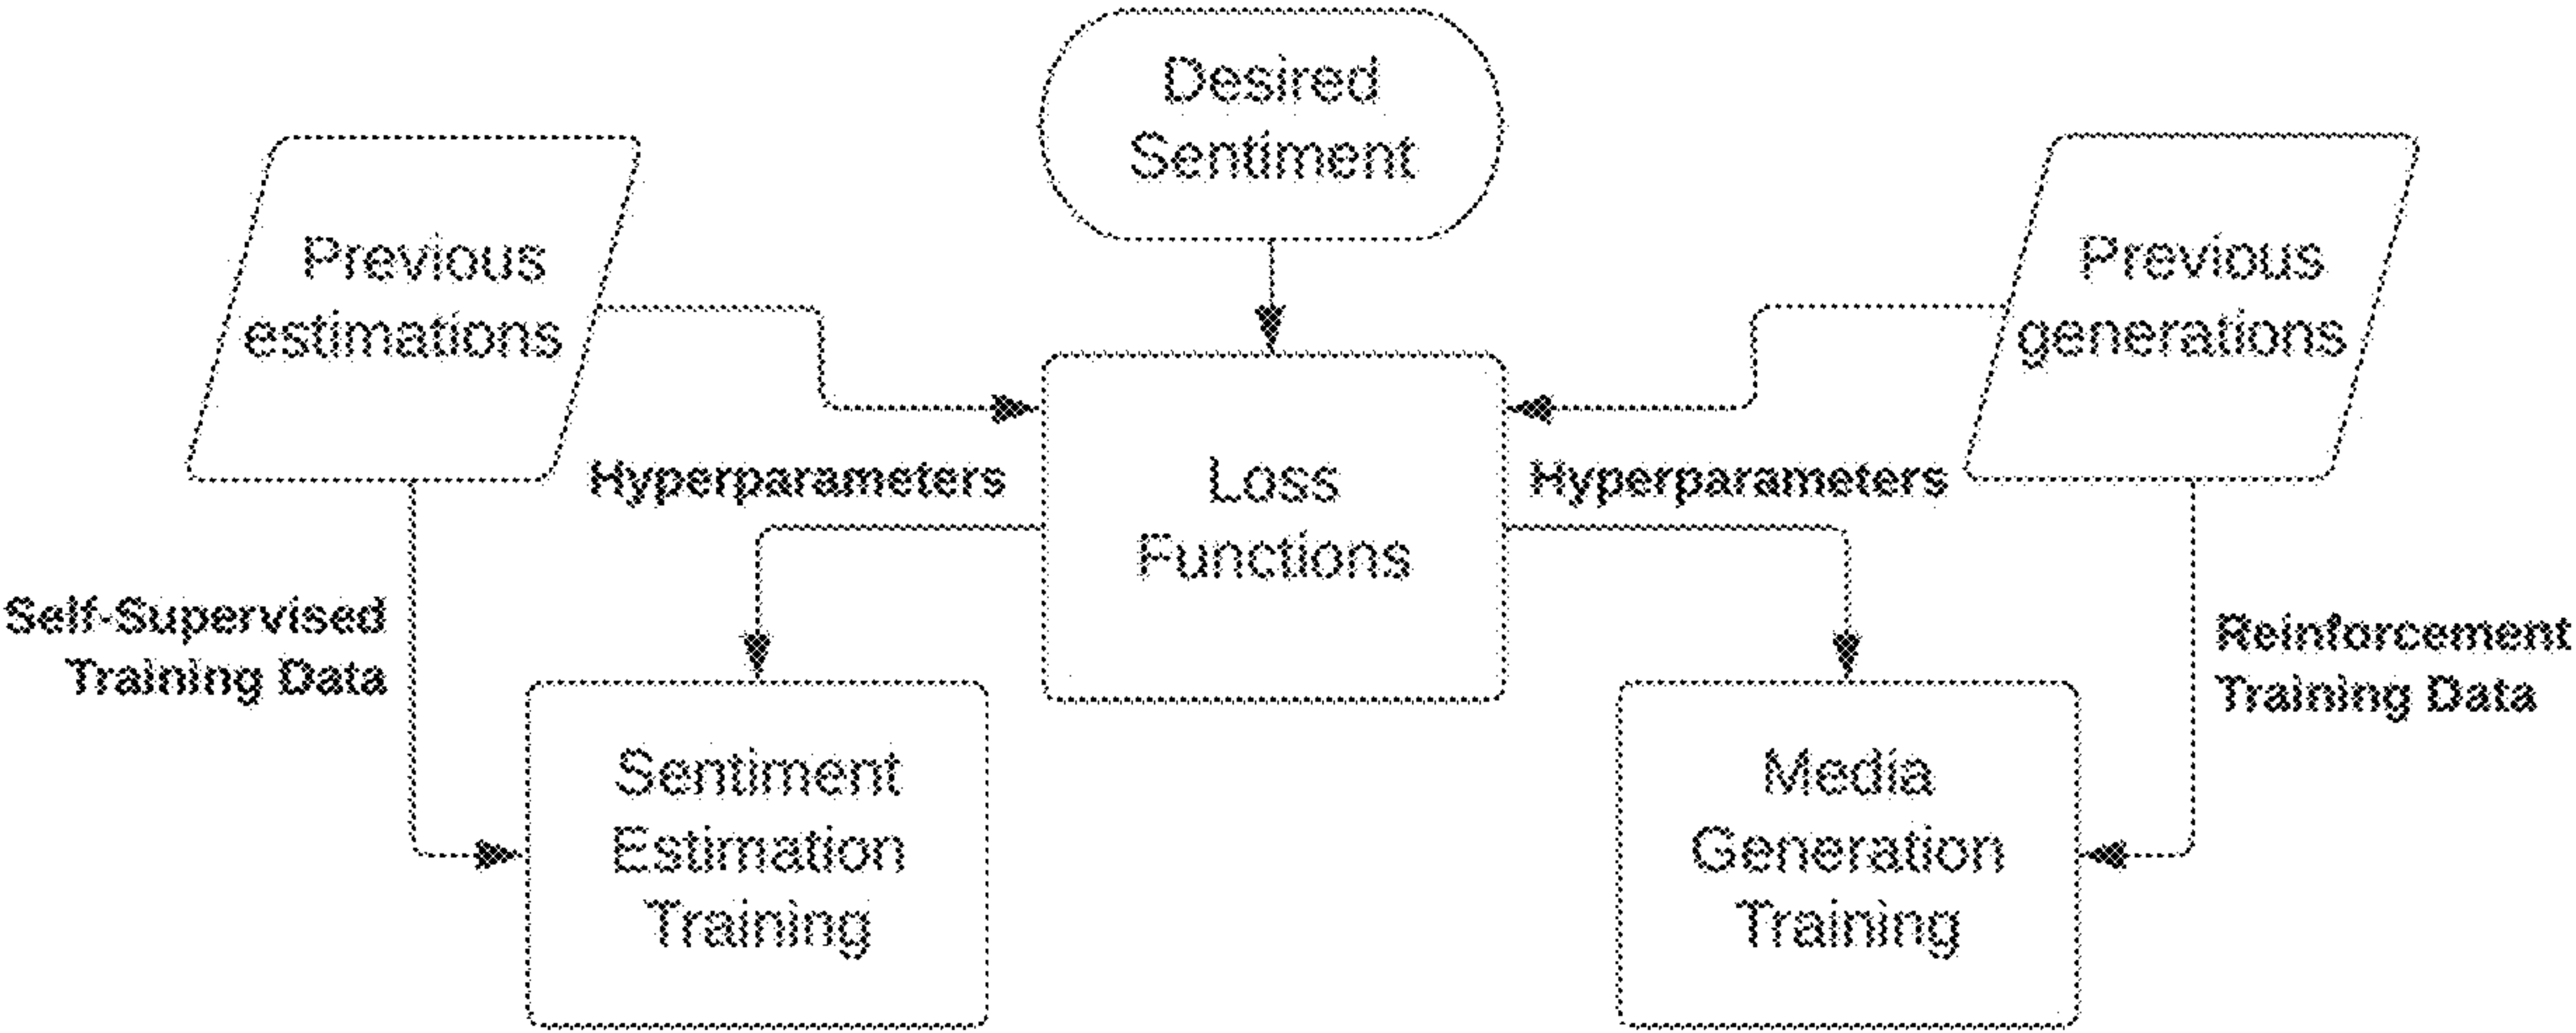 Desired
Sentiment
Previous
estimations
Previous
generations
Hyperparameters
Loss
Functions
Hyperparameters
Self-Supervised
Training Data
Reinforcement
Training Data
Sentiment
Estimation
Training
Media
Generation
Training